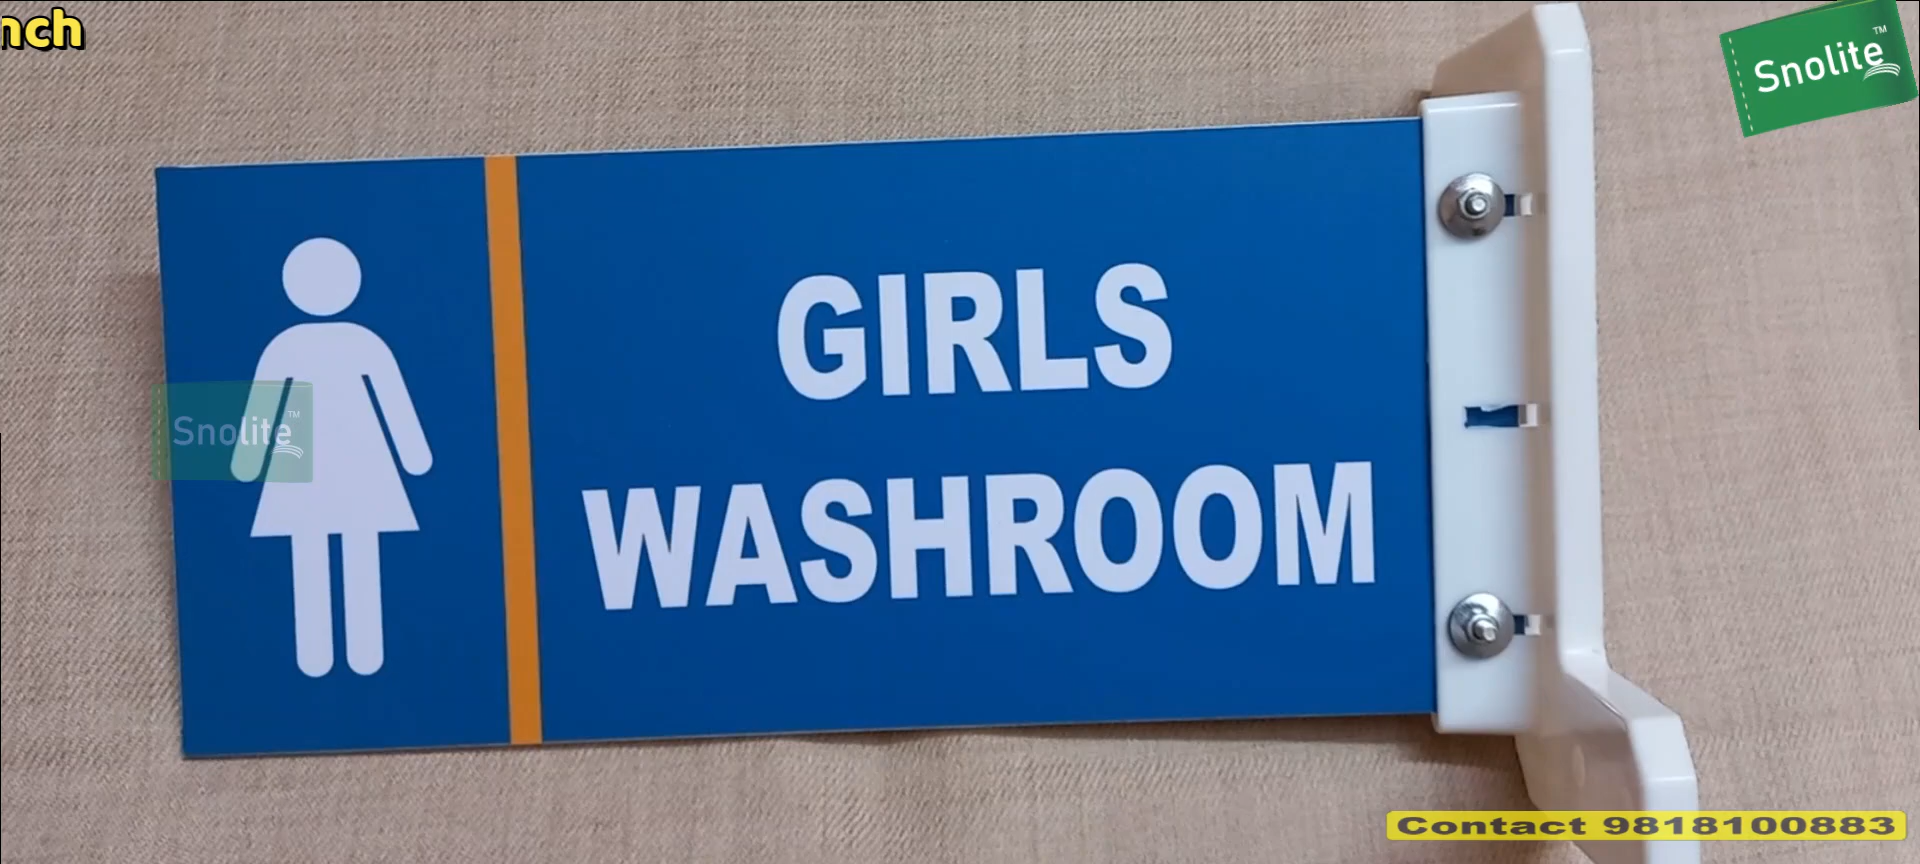 nch
Snolite™
GIRLS
Snolite™
WASHROOM
Contact 9818100883